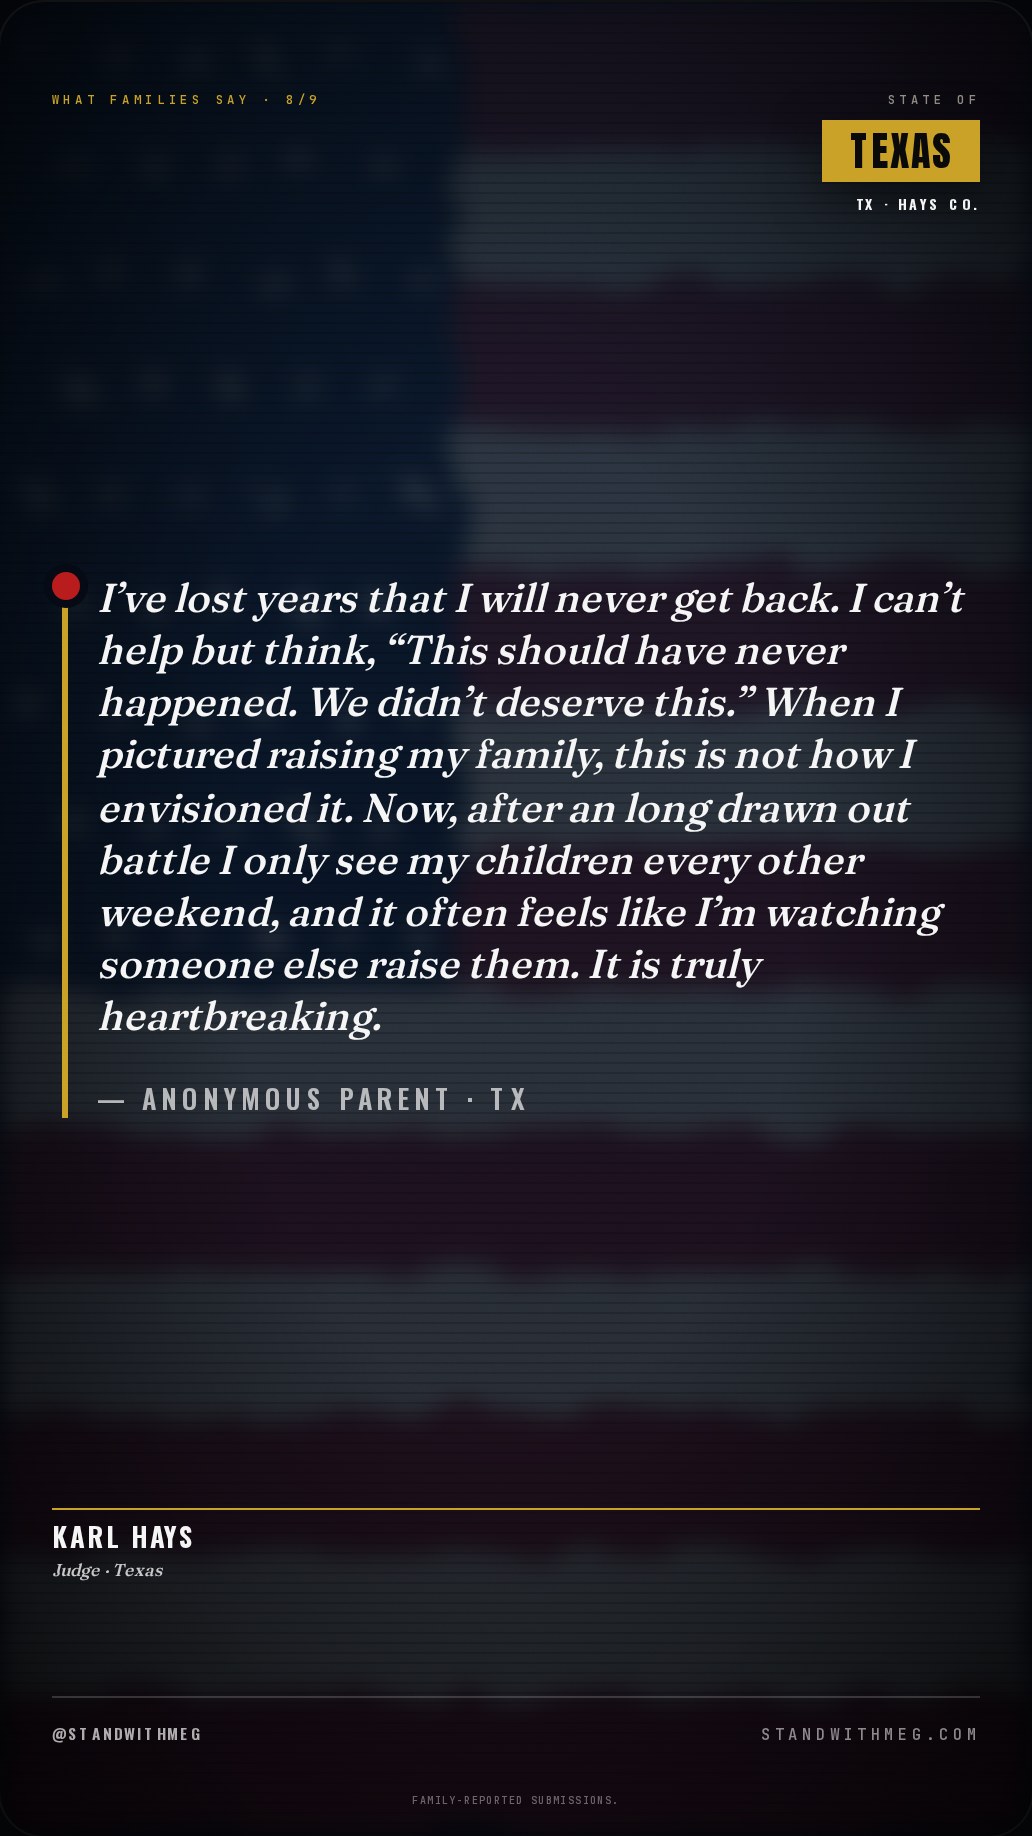 WHAT FAMILIES SAY · 8/9
STATE OF
TEXAS
TX · HAYS CO.
I’ve lost years that I will never get back. I can’t
help but think, “This should have never
happened. We didn’t deserve this.” When I
pictured raising my family, this is not how I
envisioned it. Now, after an long drawn out
battle I only see my children every other
weekend, and it often feels like I’m watching
someone else raise them. It is truly
heartbreaking.
— ANONYMOUS PARENT · TX
KARL HAYS
Judge · Texas
@STANDWITHMEG
STANDWITHMEG.COM
FAMILY-REPORTED SUBMISSIONS.